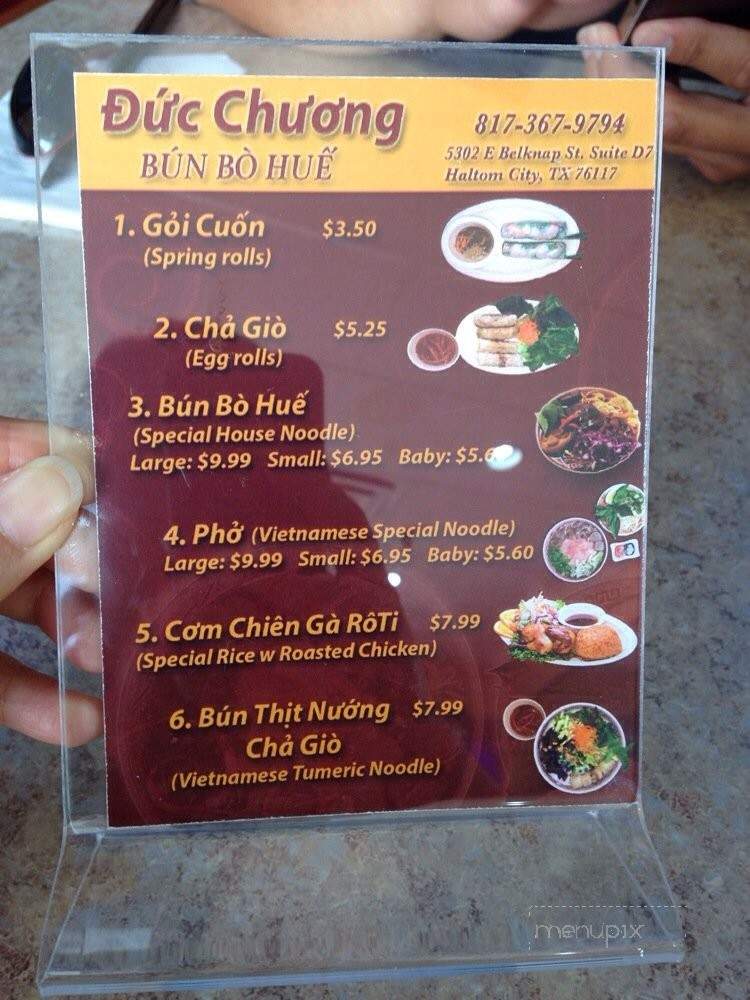 Đức Chương
BÚN BÒ HUẾ
817-367-9794
5302 E Belknap St. Suite D7
Haltom City, TX 76117
1. Gỏi Cuốn $3.50
(Spring rolls)
2. Chả Giò $5.25
(Egg rolls)
3. Bún Bò Huế
(Special House Noodle)
Large: $9.99 Small: $6.95 Baby:
4. Phở (Vietnamese Special Noodle)
Large: $9.99 Small: $6.95 Baby: $5.60
5. Cơm Chiên Gà RôTi $7.99
(Special Rice w Roasted Chicken)
6. Bún Thịt Nướng $7.99
Chả Giò
(Vietnamese Tumeric Noodle)
menupix